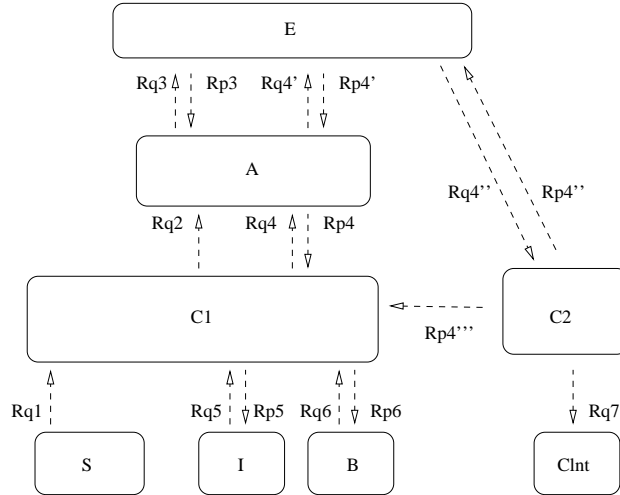 E
Rq3 Rp3 Rq4' Rp4'
A
Rq4’’ Rp4’’
Rq2 Rq4 Rp4
C1
C2
Rp4’’’
Rq1 Rq5 Rp5 Rq6 Rp6 Rq7
S I B Clnt